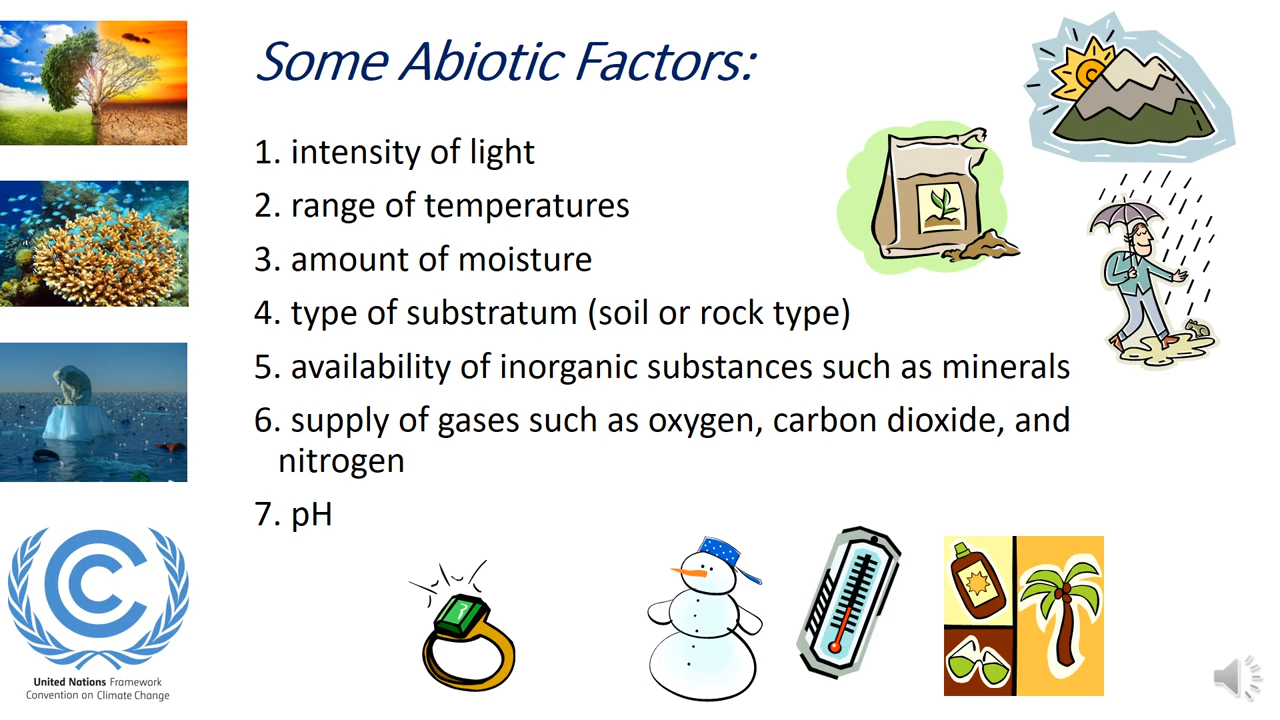 Some Abiotic Factors:
1. intensity of light
2. range of temperatures
3. amount of moisture
4. type of substratum (soil or rock type)
5. availability of inorganic substances such as minerals
6. supply of gases such as oxygen, carbon dioxide, and
nitrogen
7. pH
United Nations Framework
Convention on Climate Change